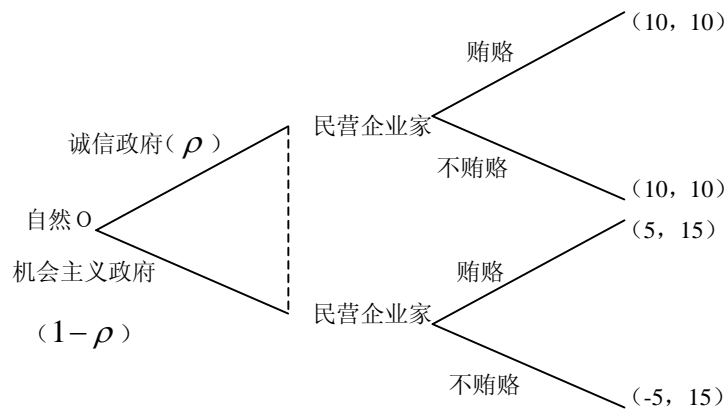 （10，10）
贿赂
民营企业家
诚信政府（ρ）
不贿赂
（10，10）
自然 O
（5，15）
机会主义政府
贿赂
民营企业家
（1−ρ）
不贿赂
（-5，15）